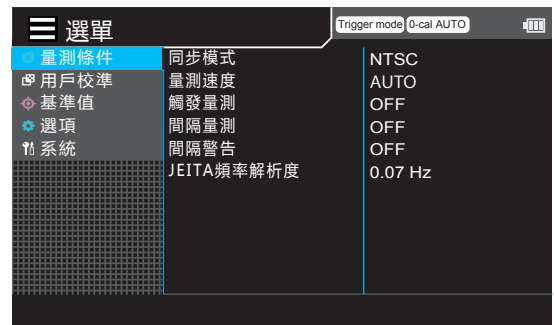 選單
Trigger mode 0-cal AUTO
量測條件 同步模式 NTSC
用戶校準 量測速度 AUTO
基準值 觸發量測 OFF
選項 間隔量測 OFF
系統 間隔警告 OFF
JEITA頻率解析度 0.07 Hz